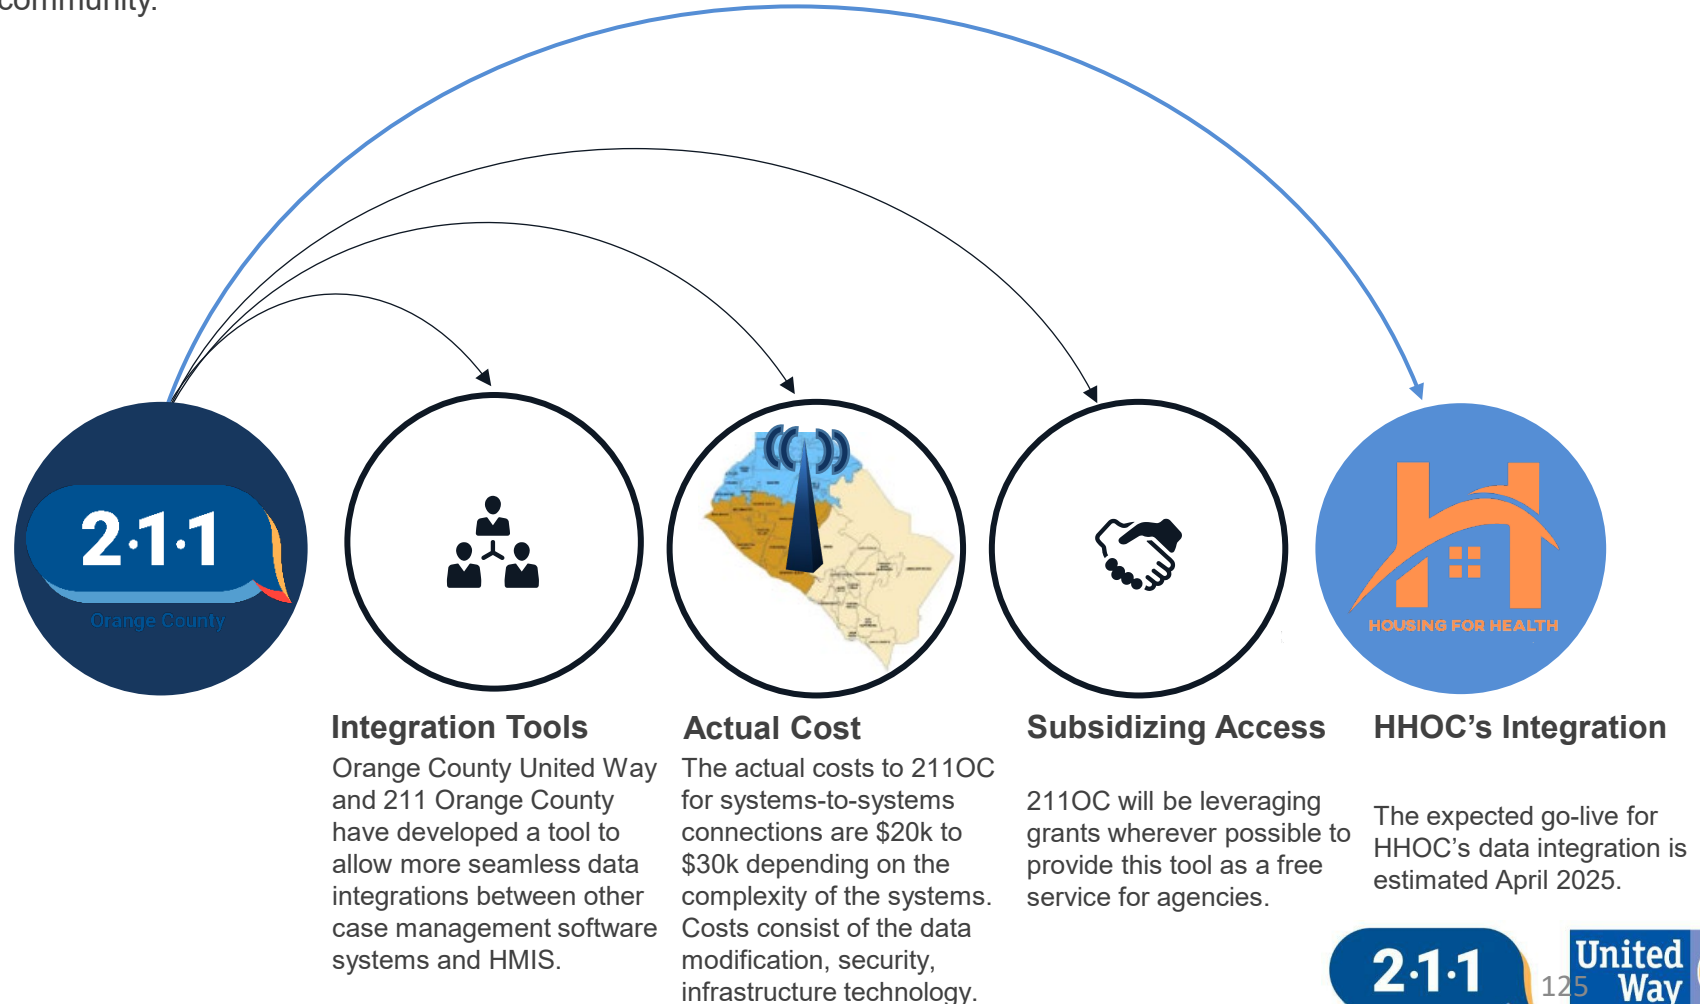 community.
2·1·1
Orange County
HOUSING FOR HEALTH
Integration Tools
Orange County United Way
and 211 Orange County
have developed a tool to
allow more seamless data
integrations between other
case management software
systems and HMIS.
Actual Cost
The actual costs to 211OC
for systems-to-systems
connections are $20k to
$30k depending on the
complexity of the systems.
Costs consist of the data
modification, security,
infrastructure technology.
Subsidizing Access
211OC will be leveraging
grants wherever possible to
provide this tool as a free
service for agencies.
HHOC’s Integration
The expected go-live for
HHOC’s data integration is
estimated April 2025.
2·1·1
125
United
Way